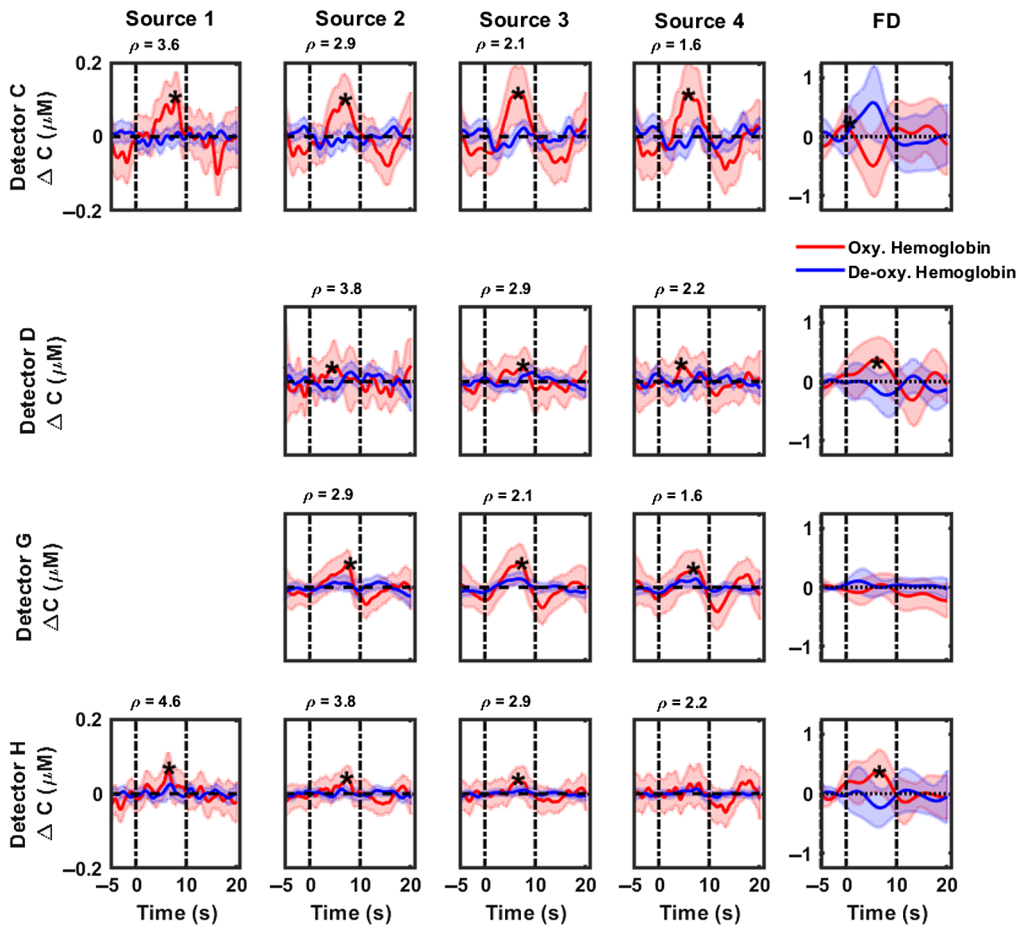 Source 1 Source 2 Source 3 Source 4 FD
ρ = 3.6 ρ = 2.9 ρ = 2.1 ρ = 1.6
Detector C
Δ C (μM)
0.2
0
–0.2
1
0
–1
Oxy. Hemoglobin
De-oxy. Hemoglobin
ρ = 3.8 ρ = 2.9 ρ = 2.2
Detector D
Δ C (μM)
1
0
–1
ρ = 2.9 ρ = 2.1 ρ = 1.6
Detector G
Δ C (μM)
1
0
–1
ρ = 4.6 ρ = 3.8 ρ = 2.9 ρ = 2.2
Detector H
Δ C (μM)
0.2
0
–0.2
1
0
–1
–5 0 10 20 –5 0 10 20 –5 0 10 20 –5 0 10 20 –5 0 10 20
Time (s) Time (s) Time (s) Time (s) Time (s)